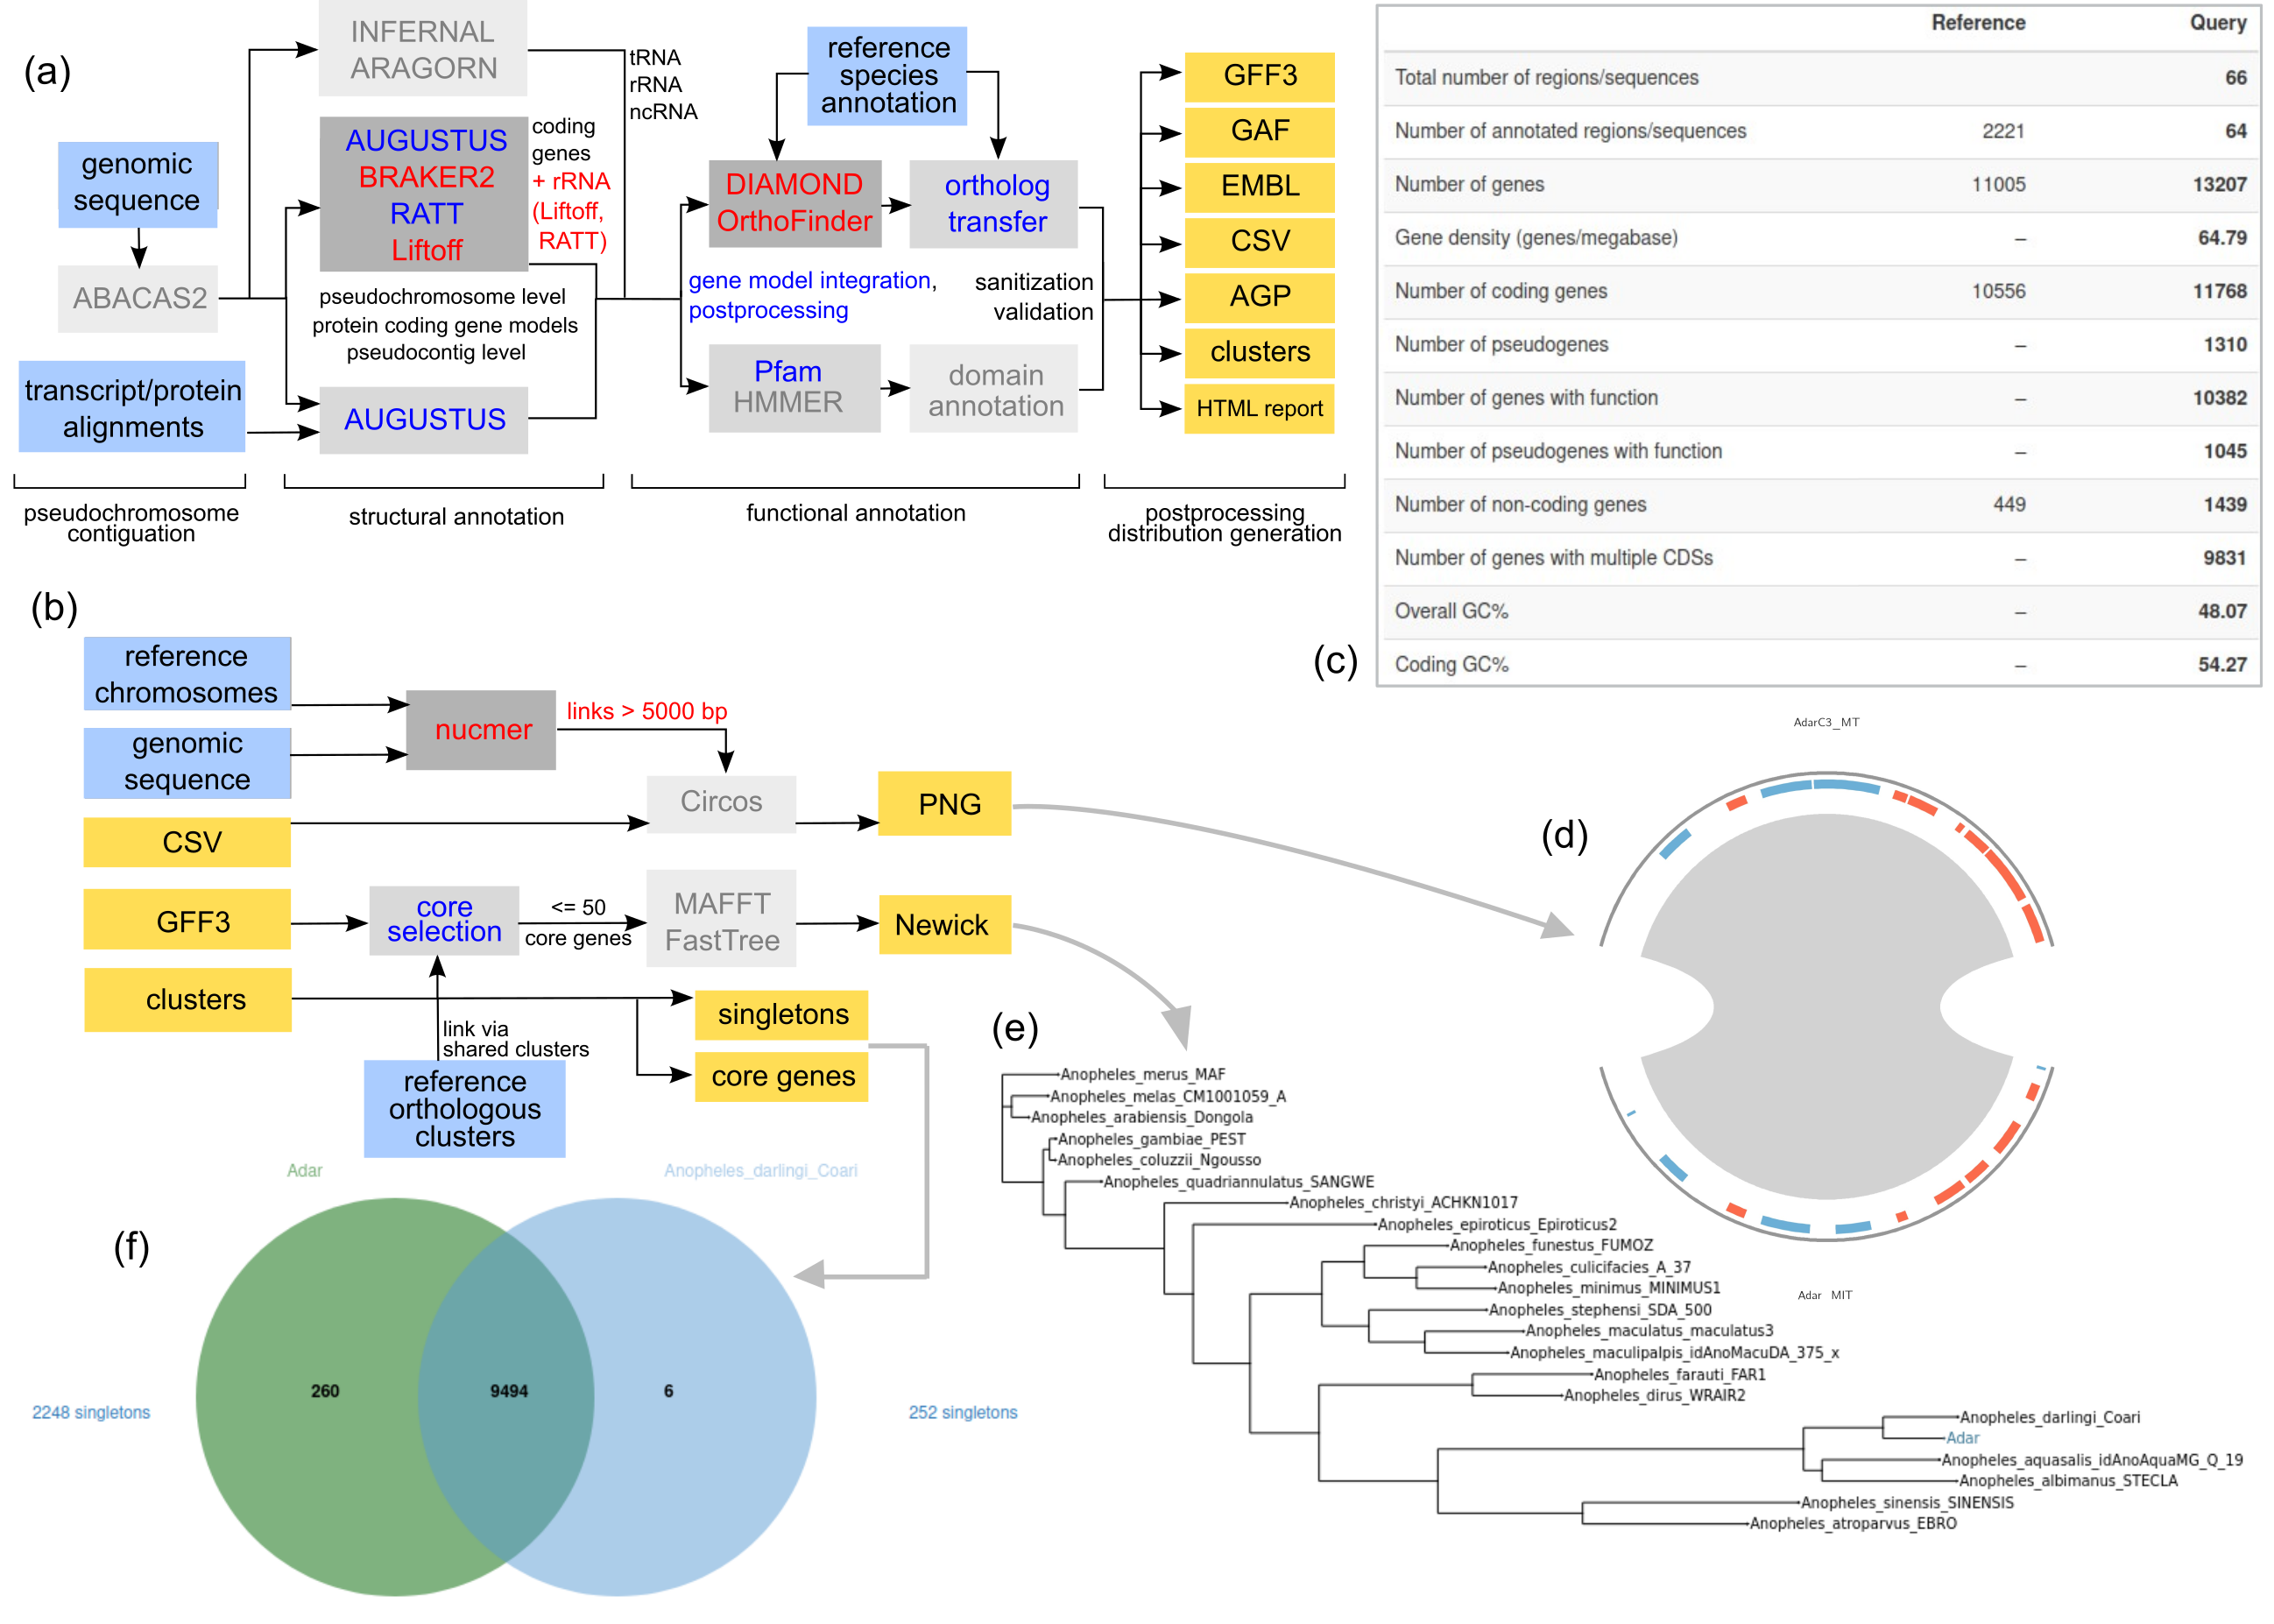 (a)
INFERNAL
ARAGORN
tRNA
rRNA
ncRNA
genomic
sequence
ABACAS2
transcript/protein
alignments
AUGUSTUS
BRAKER2
RATT
Liftoff
coding
genes
+ rRNA
(Liftoff,
RATT)
pseudochromosome level
protein coding gene models
pseudocontig level
AUGUSTUS
reference
species
annotation
DIAMOND
OrthoFinder
ortholog
transfer
gene model integration,
postprocessing
sanitization
validation
Pfam
HMMER
domain
annotation
GFF3
GAF
EMBL
CSV
AGP
clusters
HTML report
pseudochromosome
contiguation
structural annotation
functional annotation
postprocessing
distribution generation
Reference Query
Total number of regions/sequences 66
Number of annotated regions/sequences 2221 64
Number of genes 11005 13207
Gene density (genes/megabase) – 64.79
Number of coding genes 10556 11768
Number of pseudogenes – 1310
Number of genes with function – 10382
Number of pseudogenes with function – 1045
Number of non-coding genes 449 1439
Number of genes with multiple CDSs – 9831
Overall GC% – 48.07
Coding GC% – 54.27
(c)
(b)
reference
chromosomes
genomic
sequence
nucmer
links > 5000 bp
CSV
Circos
PNG
GFF3
core
selection
<= 50
core genes
MAFFT
FastTree
Newick
clusters
singletons
core genes
link via
shared clusters
reference
orthologous
clusters
(d)
AdarC3_MT
Adar MIT
(e)
Anopheles_merus_MAF
Anopheles_melas_CM1001059_A
Anopheles_arabiensis_Dongola
Anopheles_gambiae_PEST
Anopheles_coluzzii_Ngousso
Anopheles_quadriannulatus_SANGWE
Anopheles_christyi_ACHKN1017
Anopheles_epiroticus_Epiroticus2
Anopheles_funestus_FUMOZ
Anopheles_culicifacies_A_37
Anopheles_minimus_MINIMUS1
Anopheles_stephensi_SDA_500
Anopheles_maculatus_maculatus3
Anopheles_maculipalpis_idAnoMacuDA_375_x
Anopheles_farauti_FAR1
Anopheles_dirus_WRAIR2
Anopheles_darlingi_Coari
Adar
Anopheles_aquasalis_idAnoAquaMG_Q_19
Anopheles_albimanus_STECLA
Anopheles_sinensis_SINENSIS
Anopheles_atroparvus_EBRO
(f)
Adar
Anopheles_darlingi_Coari
260
9494
6
2248 singletons
252 singletons